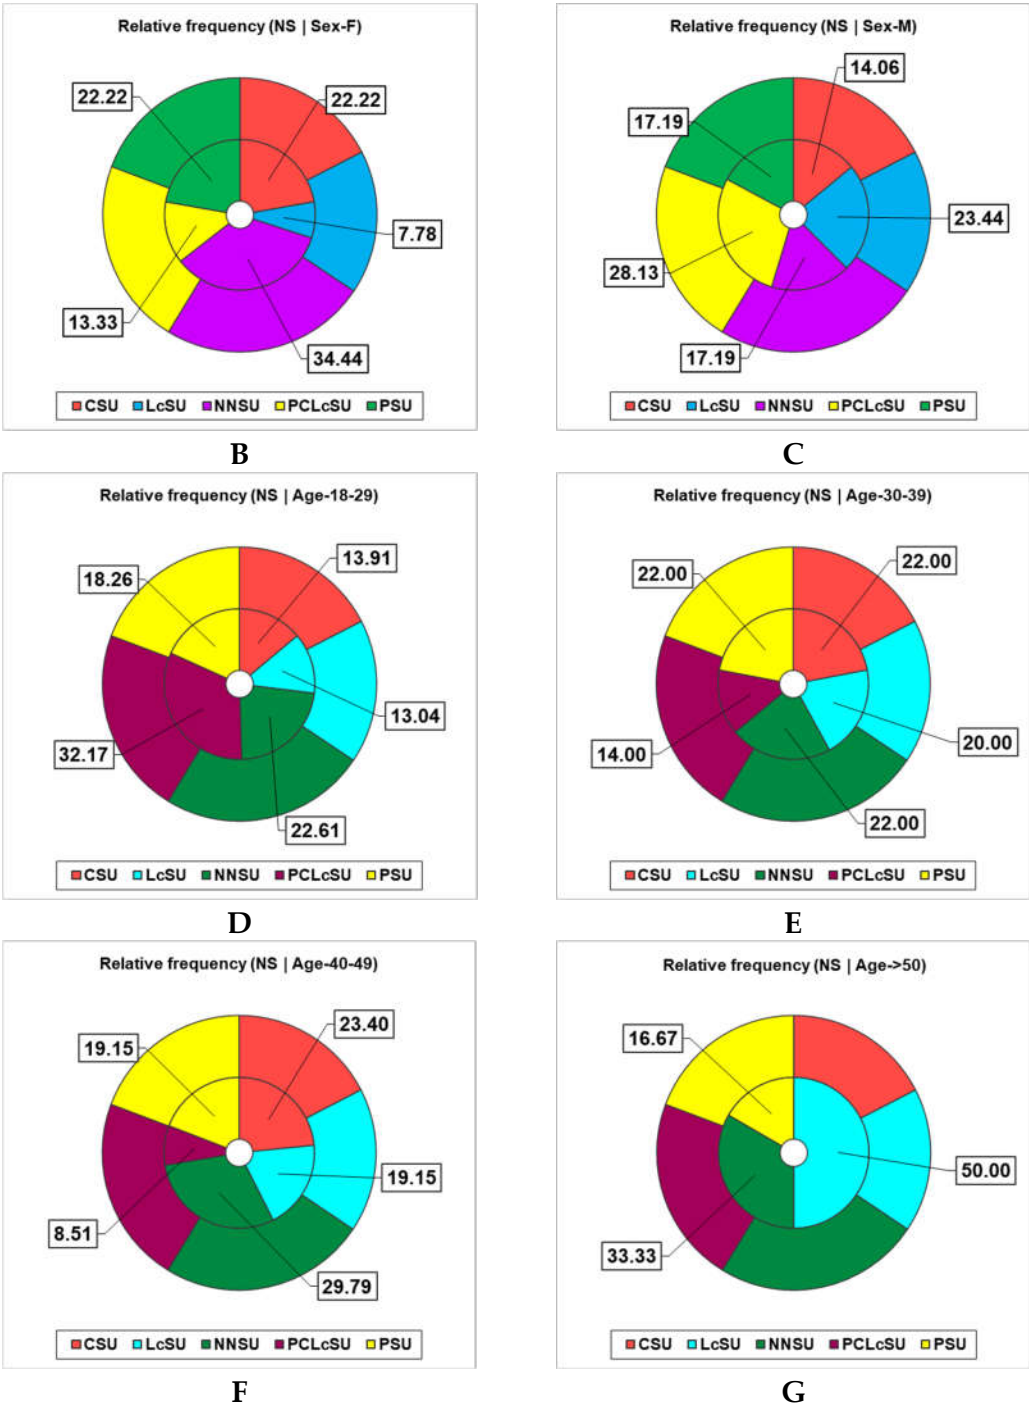 Relative frequency (NS | Sex-F)
22.22
22.22
7.78
13.33
34.44
CSU LcSU NNSU PCLcSU PSU
B
Relative frequency (NS | Sex-M)
14.06
17.19
23.44
28.13
17.19
CSU LcSU NNSU PCLcSU PSU
C
Relative frequency (NS | Age-18-29)
13.91
18.26
13.04
32.17
22.61
CSU LcSU NNSU PCLcSU PSU
D
Relative frequency (NS | Age-30-39)
22.00
22.00
20.00
14.00
22.00
CSU LcSU NNSU PCLcSU PSU
E
Relative frequency (NS | Age-40-49)
23.40
19.15
19.15
8.51
29.79
CSU LcSU NNSU PCLcSU PSU
F
Relative frequency (NS | Age->50)
16.67
50.00
33.33
CSU LcSU NNSU PCLcSU PSU
G